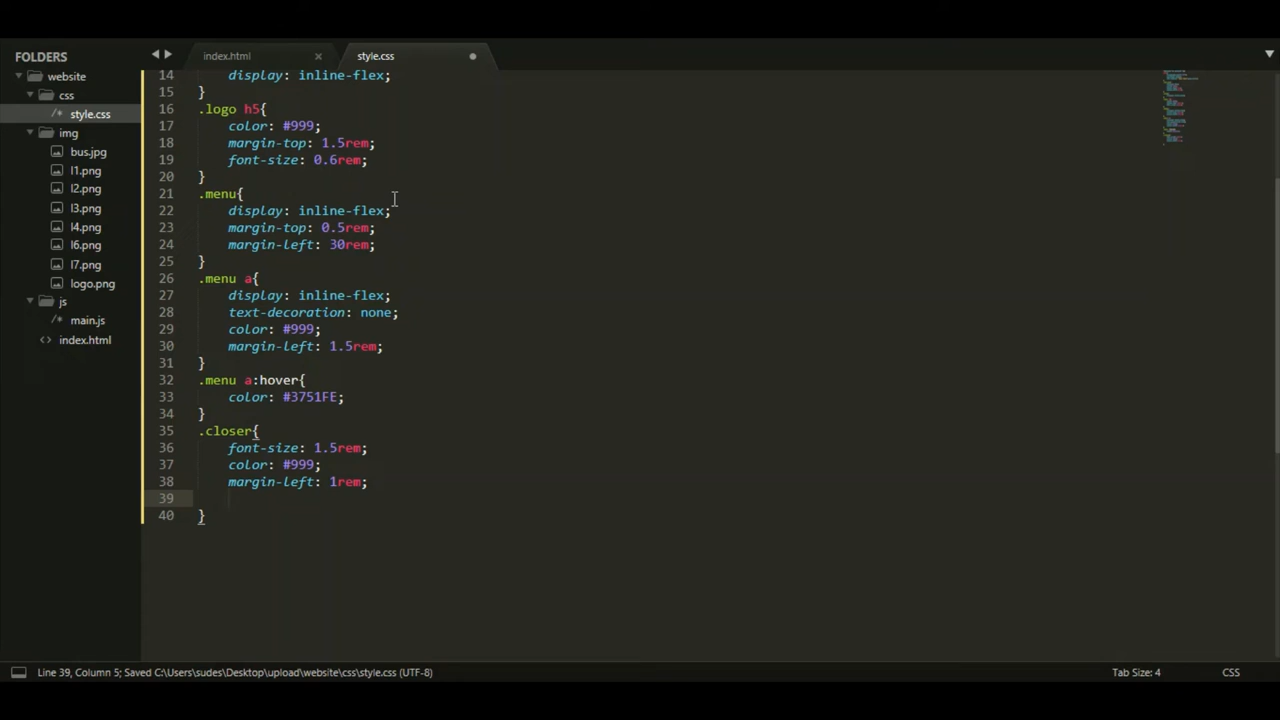 FOLDERS
website
css
/* style.css
img
bus.jpg
l1.png
l2.png
l3.png
l4.png
l6.png
l7.png
logo.png
js
/* main.js
<> index.html
index.html ×
style.css
14     display: inline-flex;
15 }
16 .logo h5{
17     color: #999;
18     margin-top: 1.5rem;
19     font-size: 0.6rem;
20 }
21 .menu{
22     display: inline-flex;
23     margin-top: 0.5rem;
24     margin-left: 30rem;
25 }
26 .menu a{
27     display: inline-flex;
28     text-decoration: none;
29     color: #999;
30     margin-left: 1.5rem;
31 }
32 .menu a:hover{
33     color: #3751FE;
34 }
35 .closer{
36     font-size: 1.5rem;
37     color: #999;
38     margin-left: 1rem;
39
40 }
Line 39, Column 5; Saved C:\Users\sudes\Desktop\upload\website\css\style.css (UTF-8)
Tab Size: 4
CSS